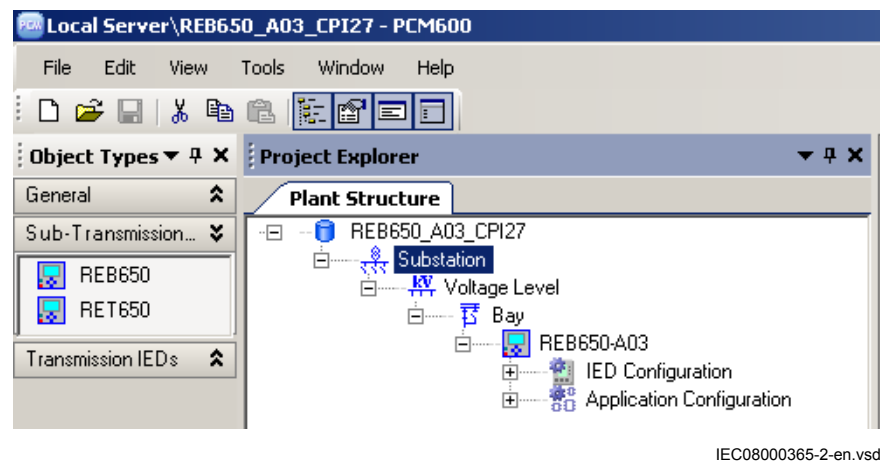 Local Server\REB650_A03_CPI27 - PCM600
File Edit View Tools Window Help
Object Types
Project Explorer
General
Plant Structure
Sub-Transmission...
REB650_A03_CPI27
Substation
REB650
Voltage Level
RET650
Bay
REB650-A03
Transmission IEDs
IED Configuration
Application Configuration
IEC08000365-2-en.vsd